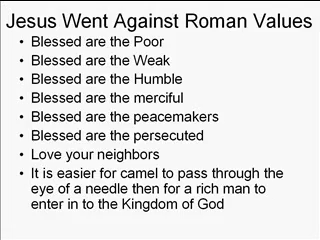 Jesus Went Against Roman Values
• Blessed are the Poor
• Blessed are the Weak
• Blessed are the Humble
• Blessed are the merciful
• Blessed are the peacemakers
• Blessed are the persecuted
• Love your neighbors
• It is easier for camel to pass through the
eye of a needle then for a rich man to
enter in to the Kingdom of God